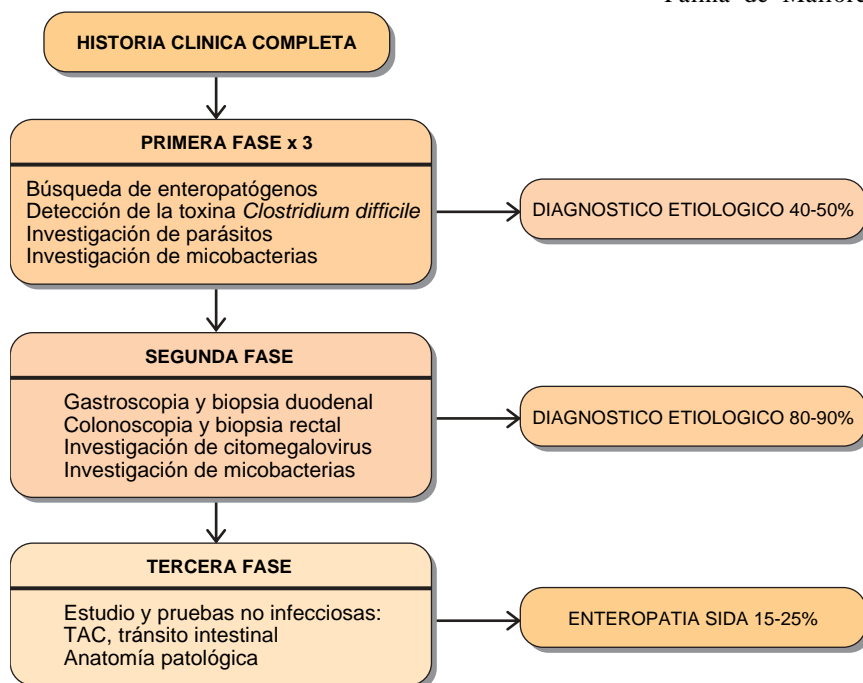 Palma de Mallorc
HISTORIA CLINICA COMPLETA
PRIMERA FASE x 3
Búsqueda de enteropatógenos
Detección de la toxina Clostridium difficile
Investigación de parásitos
Investigación de micobacterias
DIAGNOSTICO ETIOLOGICO 40-50%
SEGUNDA FASE
Gastroscopia y biopsia duodenal
Colonoscopia y biopsia rectal
Investigación de citomegalovirus
Investigación de micobacterias
DIAGNOSTICO ETIOLOGICO 80-90%
TERCERA FASE
Estudio y pruebas no infecciosas:
TAC, tránsito intestinal
Anatomía patológica
ENTEROPATIA SIDA 15-25%